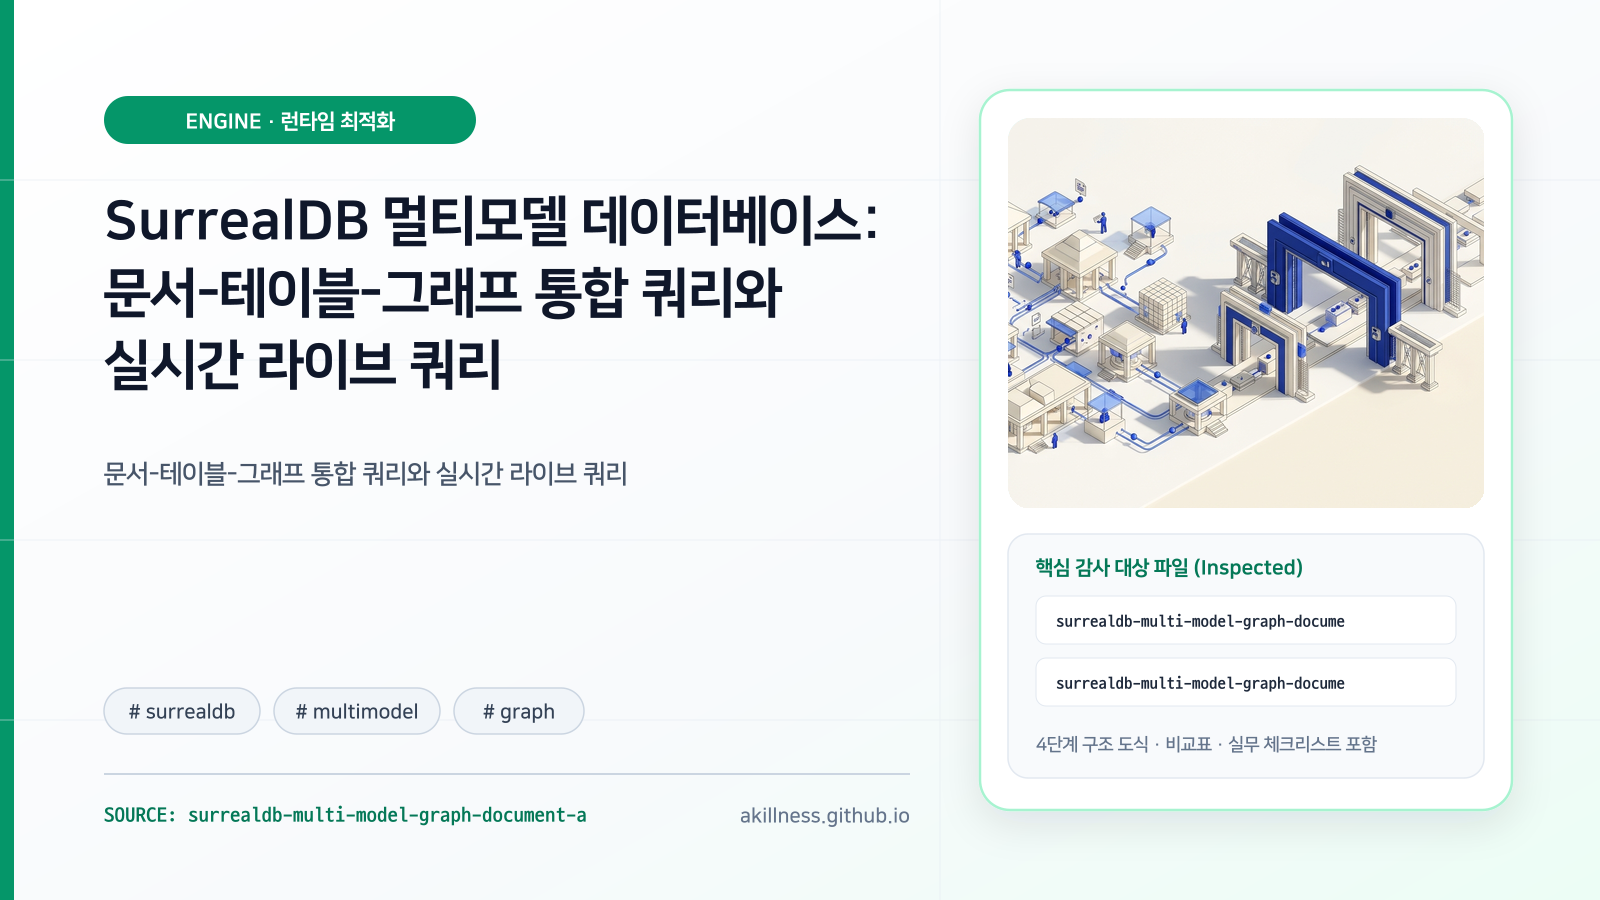 ENGINE · 런타임 최적화
SurrealDB 멀티모델 데이터베이스:
문서-테이블-그래프 통합 쿼리와
실시간 라이브 쿼리
문서-테이블-그래프 통합 쿼리와 실시간 라이브 쿼리
# surrealdb
# multimodel
# graph
SOURCE: surrealdb-multi-model-graph-document-a
akillness.github.io
핵심 감사 대상 파일 (Inspected)
surrealdb-multi-model-graph-docume
surrealdb-multi-model-graph-docume
4단계 구조 도식 · 비교표 · 실무 체크리스트 포함